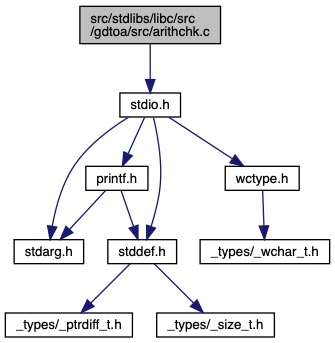 src/stdlibs/libc/src
/gdtoa/src/arithchk.c
stdio.h
printf.h
wctype.h
stdarg.h
stddef.h
_types/_wchar_t.h
_types/_ptrdiff_t.h
_types/_size_t.h